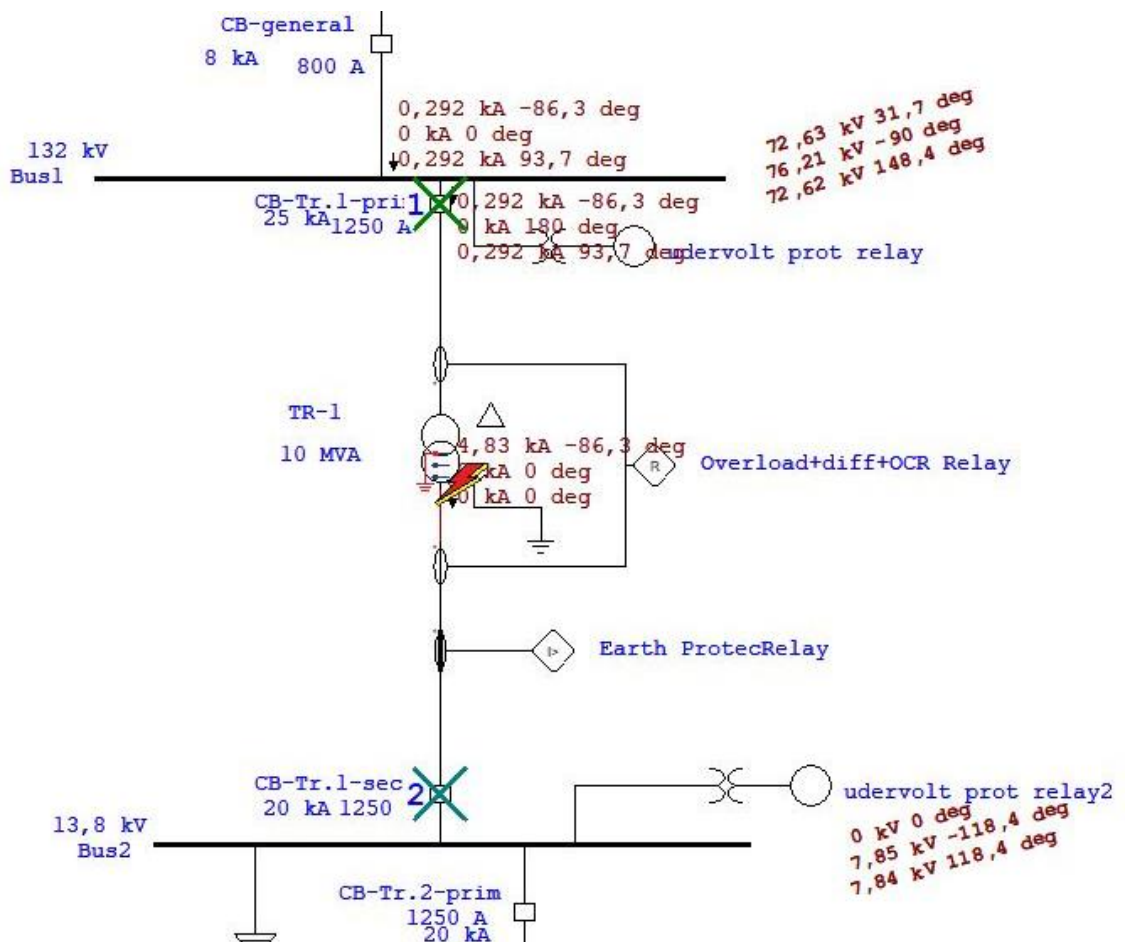 CB-general
8 kA
800 A
0,292 kA -86,3 deg
0 kA 0 deg
0,292 kA 93,7 deg
72,63 kV 31,7 deg
76,21 kV -90 deg
72,62 kV 148,4 deg
132 kV
Bus1
CB-Tr.1-pri
1
25 kA
1250 A
0,292 kA -86,3 deg
0 kA 180 deg
0,292 kA 93,7 deg
udervolt prot relay
TR-1
10 MVA
4,83 kA -86,3 deg
kA 0 deg
0 kA 0 deg
R
Overload+diff+OCR Relay
I>
Earth ProtecRelay
CB-Tr.1-sec
2
20 kA
1250
udervolt prot relay2
0 kV 0 deg
7,85 kV -118,4 deg
7,84 kV 118,4 deg
13,8 kV
Bus2
CB-Tr.2-prim
1250 A
20 kA